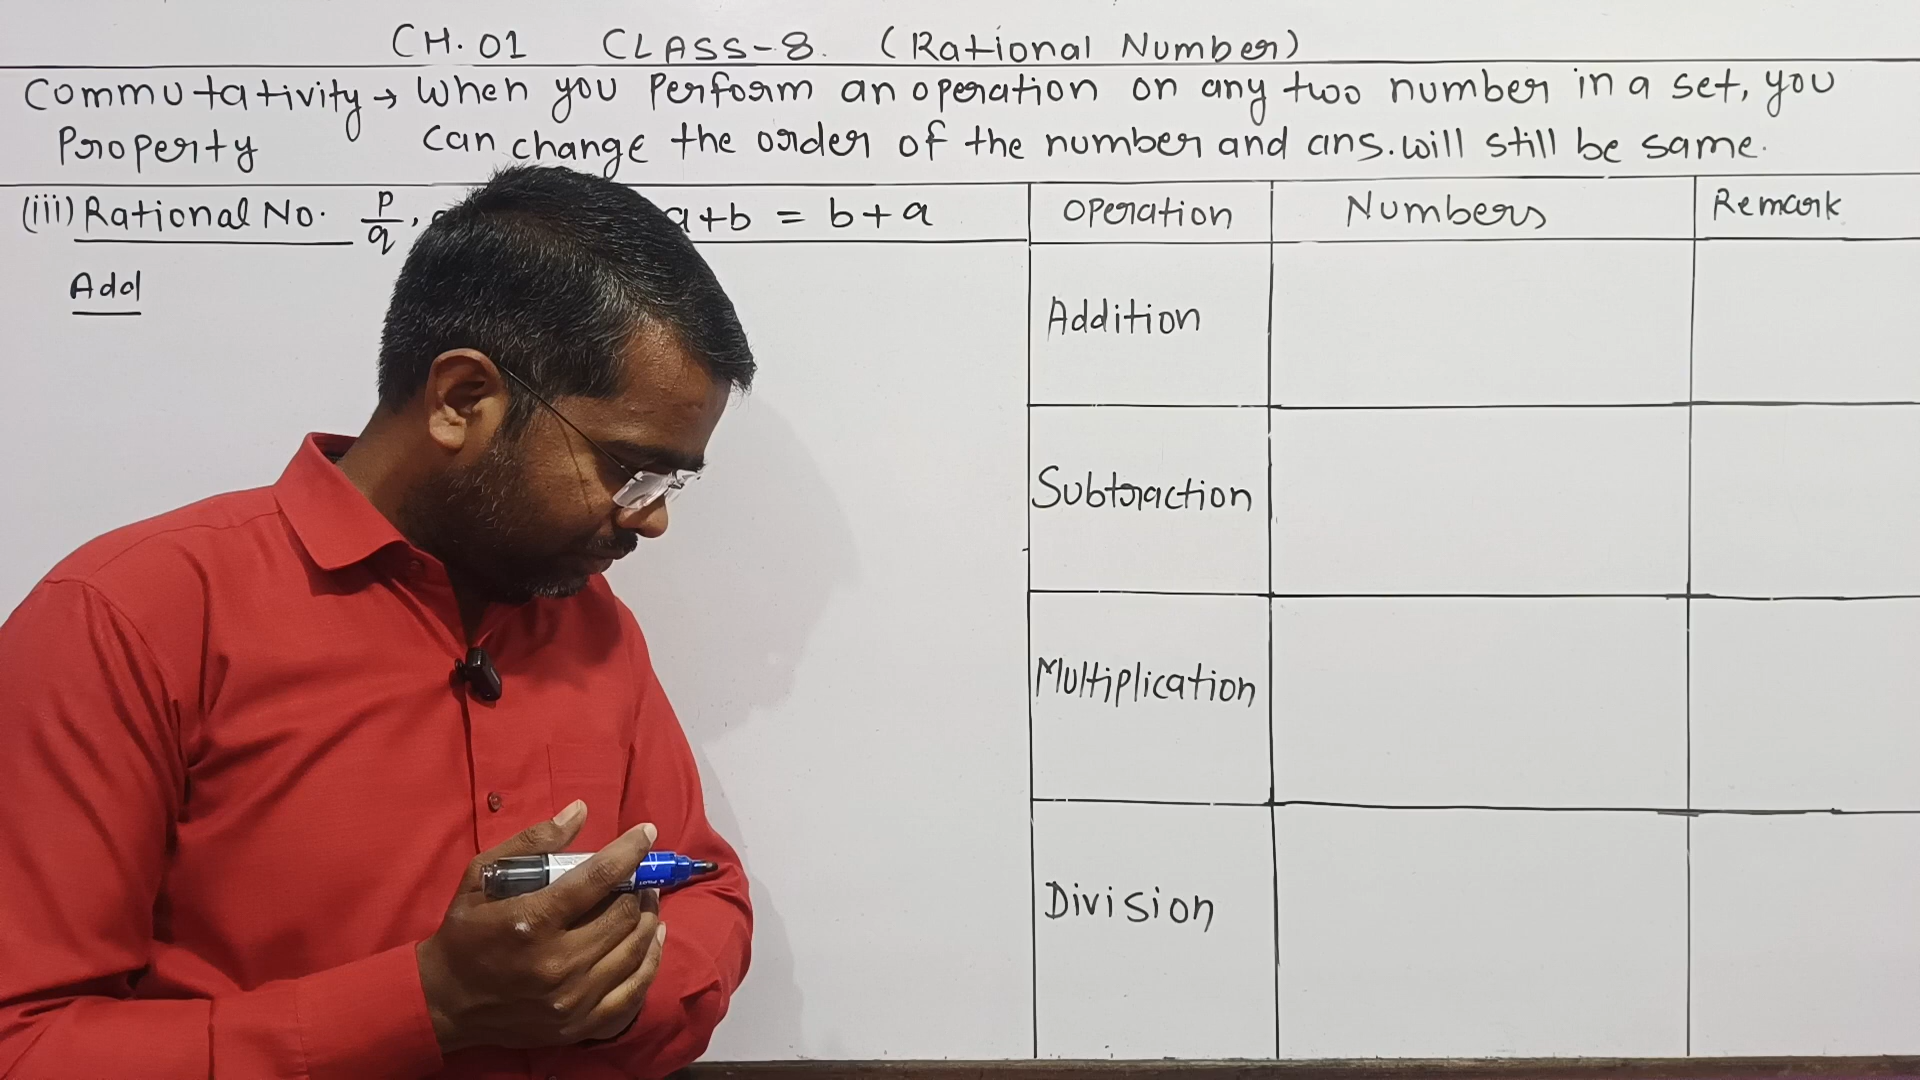 CH.01 CLASS-8. (Rational Number)
Commutativity → When you Perform an operation on any two number in a set, you
Property can change the order of the number and ans. will still be same.
(iii) Rational No. p/q, a+b = b+a
Operation Numbers Remark
Add
Addition
Subtraction
Multiplication
Division